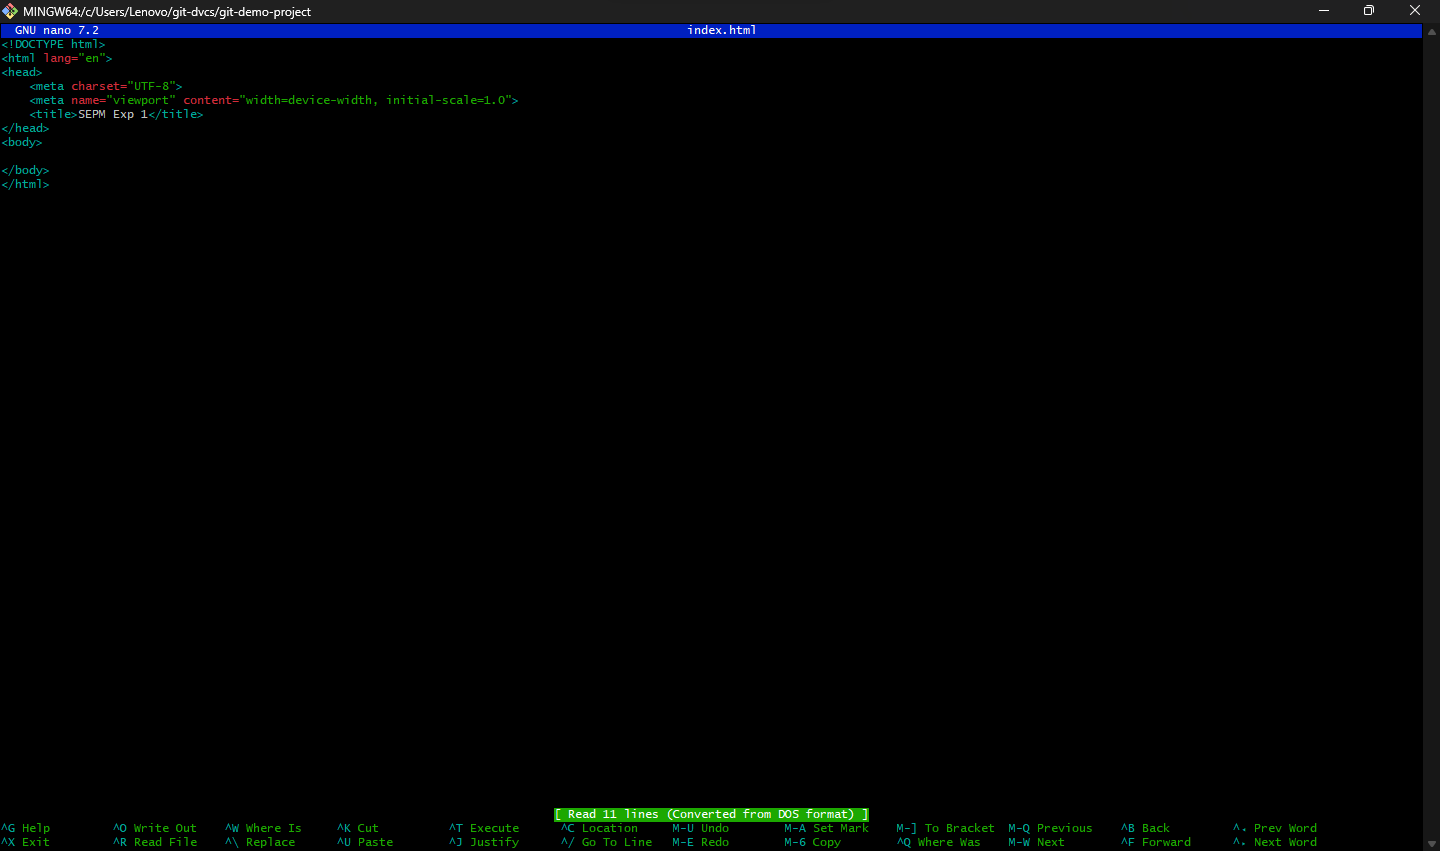 MINGW64:/c/Users/Lenovo/git-dvcs/git-demo-project
GNU nano 7.2 index.html
<!DOCTYPE html>
<html lang="en">
<head>
    <meta charset="UTF-8">
    <meta name="viewport" content="width=device-width, initial-scale=1.0">
    <title>SEPM Exp 1</title>
</head>
<body>

</body>
</html>
[ Read 11 lines (Converted from DOS format) ]
^G Help ^O Write Out ^W Where Is ^K Cut ^T Execute ^C Location M-U Undo M-A Set Mark M-] To Bracket M-Q Previous ^B Back ^◂ Prev Word
^X Exit ^R Read File ^\ Replace ^U Paste ^J Justify ^/ Go To Line M-E Redo M-6 Copy ^Q Where Was M-W Next ^F Forward ^▸ Next Word